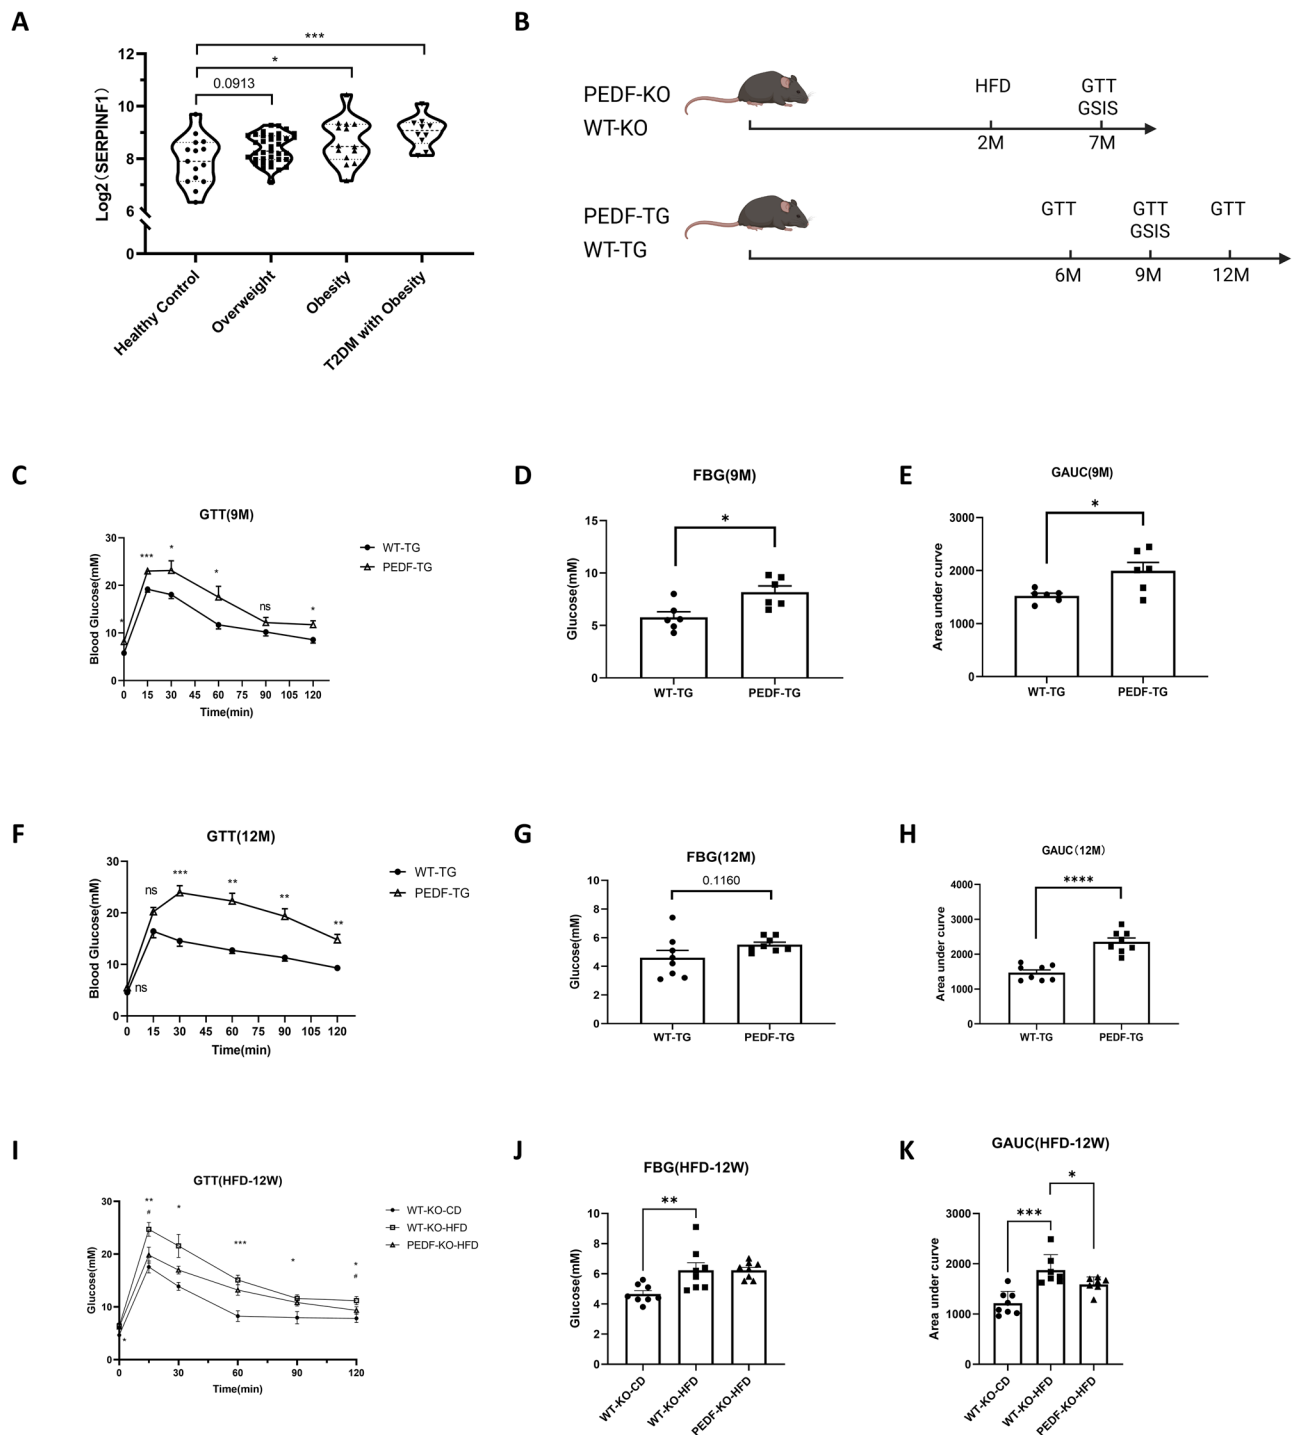 A
12
10
8
6
0
Log2（SERPINF1）
***
*
0.0913
Healthy Control
Overweight
Obesity
T2DM with Obesity
B
PEDF-KO
WT-KO
HFD
GTT
GSIS
2M
7M
PEDF-TG
WT-TG
GTT
GTT
GSIS
GTT
6M
9M
12M
C
GTT(9M)
Blood Glucose(mM)
30
20
10
0
*
***
*
*
ns
*
0 15 30 45 60 75 90 105 120
Time(min)
WT-TG
PEDF-TG
D
FBG(9M)
Glucose(mM)
15
10
5
0
*
WT-TG
PEDF-TG
E
GAUC(9M)
Area under curve
3000
2000
1000
0
*
WT-TG
PEDF-TG
F
GTT(12M)
Blood Glucose(mM)
30
20
10
0
ns
ns
***
**
**
**
0 15 30 45 60 75 90 105 120
Time(min)
WT-TG
PEDF-TG
G
FBG(12M)
Glucose(mM)
10
8
6
4
2
0
0.1160
WT-TG
PEDF-TG
H
GAUC（12M）
Area under curve
4000
3000
2000
1000
0
****
WT-TG
PEDF-TG
I
GTT(HFD-12W)
Glucose(mM)
30
20
10
0
*
**
#
*
***
*
*
#
0 30 60 90 120
Time(min)
WT-KO-CD
WT-KO-HFD
PEDF-KO-HFD
J
FBG(HFD-12W)
Glucose(mM)
10
8
6
4
2
0
**
WT-KO-CD
WT-KO-HFD
PEDF-KO-HFD
K
GAUC(HFD-12W)
Area under curve
3000
2000
1000
0
***
*
WT-KO-CD
WT-KO-HFD
PEDF-KO-HFD